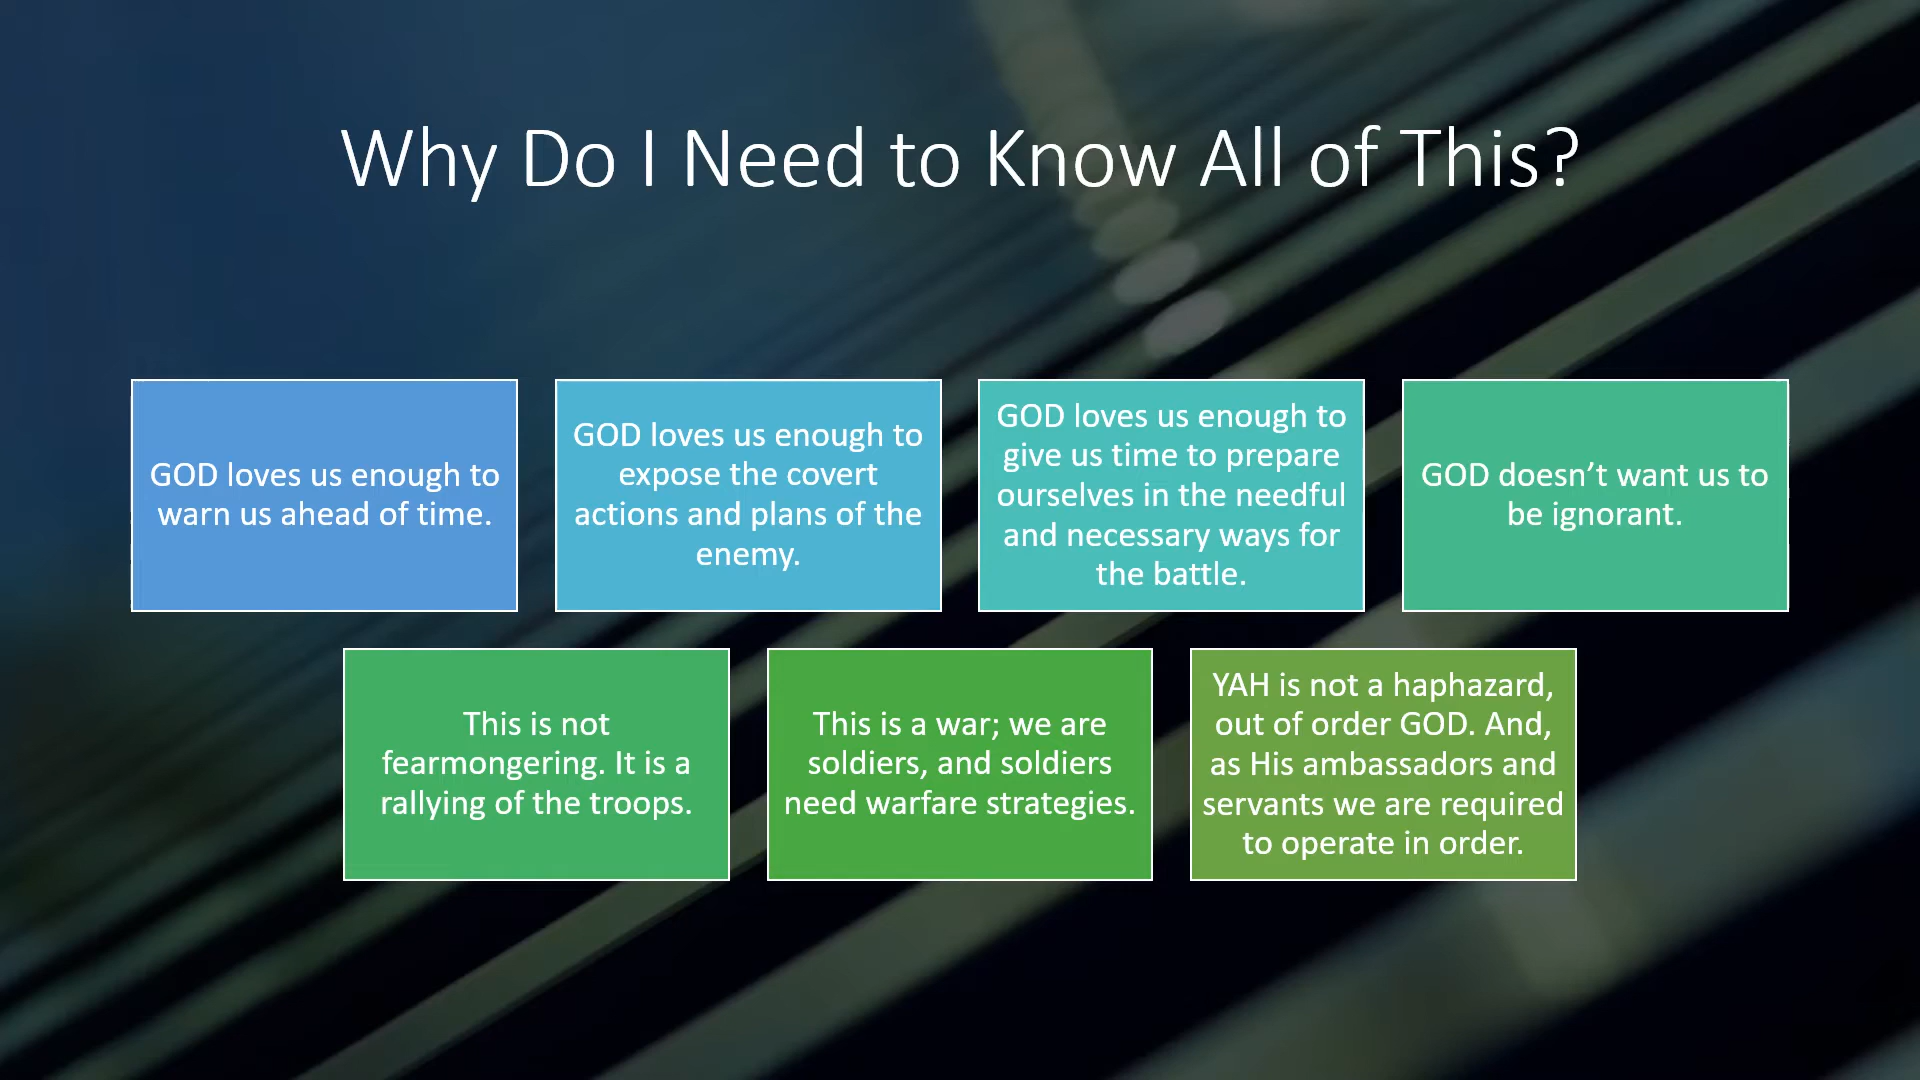 Why Do I Need to Know All of This?
GOD loves us enough to
warn us ahead of time.
GOD loves us enough to
expose the covert
actions and plans of the
enemy.
GOD loves us enough to
give us time to prepare
ourselves in the needful
and necessary ways for
the battle.
GOD doesn’t want us to
be ignorant.
This is not
fearmongering. It is a
rallying of the troops.
This is a war; we are
soldiers, and soldiers
need warfare strategies.
YAH is not a haphazard,
out of order GOD. And,
as His ambassadors and
servants we are required
to operate in order.